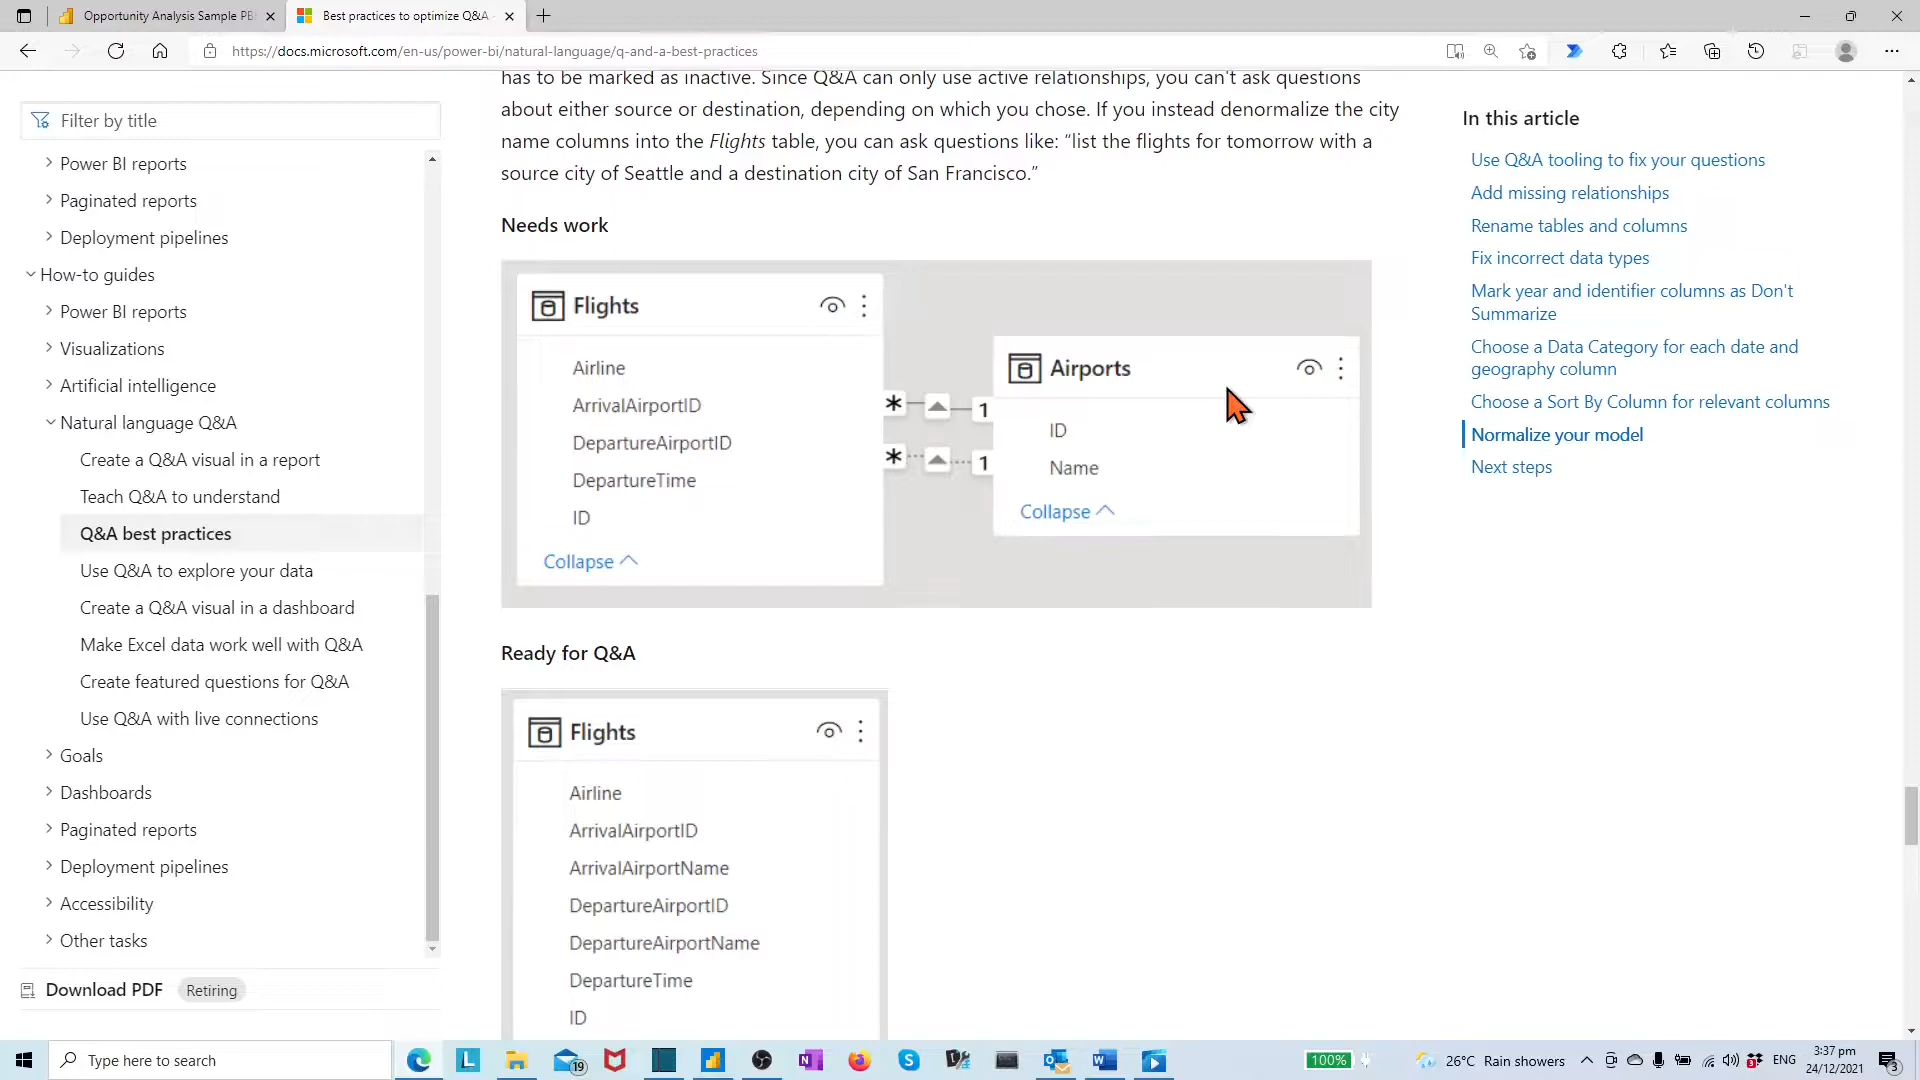 Opportunity Analysis Sample PB
Best practices to optimize Q&A -
https://docs.microsoft.com/en-us/power-bi/natural-language/q-and-a-best-practices
Filter by title
Power BI reports
Paginated reports
Deployment pipelines
How-to guides
Power BI reports
Visualizations
Artificial intelligence
Natural language Q&A
Create a Q&A visual in a report
Teach Q&A to understand
Q&A best practices
Use Q&A to explore your data
Create a Q&A visual in a dashboard
Make Excel data work well with Q&A
Create featured questions for Q&A
Use Q&A with live connections
Goals
Dashboards
Paginated reports
Deployment pipelines
Accessibility
Other tasks
Download PDF Retiring
has to be marked as inactive. Since Q&A can only use active relationships, you can't ask questions
about either source or destination, depending on which you chose. If you instead denormalize the city
name columns into the Flights table, you can ask questions like: “list the flights for tomorrow with a
source city of Seattle and a destination city of San Francisco.”
Needs work
Flights
Airline
ArrivalAirportID
DepartureAirportID
DepartureTime
ID
Collapse
* 1
* 1
Airports
ID
Name
Collapse
Ready for Q&A
Flights
Airline
ArrivalAirportID
ArrivalAirportName
DepartureAirportID
DepartureAirportName
DepartureTime
ID
In this article
Use Q&A tooling to fix your questions
Add missing relationships
Rename tables and columns
Fix incorrect data types
Mark year and identifier columns as Don't
Summarize
Choose a Data Category for each date and
geography column
Choose a Sort By Column for relevant columns
Normalize your model
Next steps
Type here to search
19
100%
26°C Rain showers
ENG
3:37 pm
24/12/2021
3